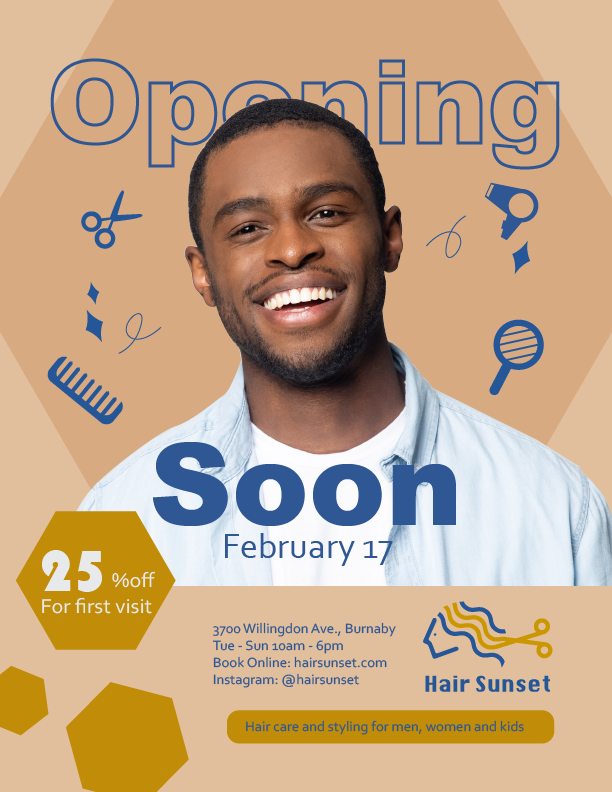 Opening
Soon
February 17
25 %off
For first visit
3700 Willingdon Ave., Burnaby
Tue - Sun 10am - 6pm
Book Online: hairsunset.com
Instagram: @hairsunset
Hair Sunset
Hair care and styling for men, women and kids